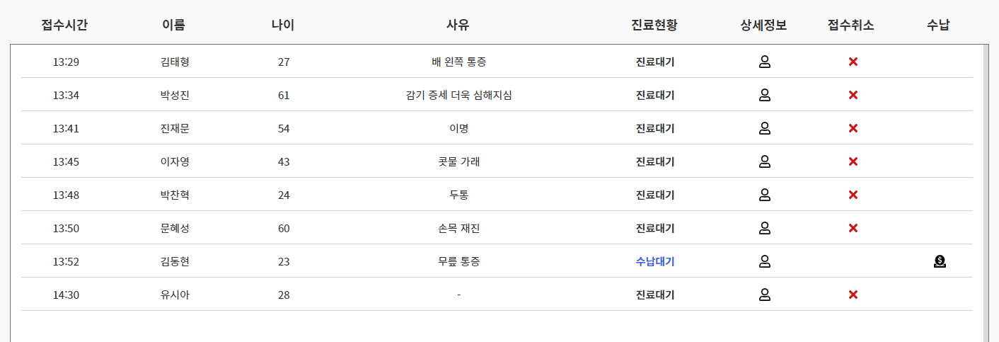 접수시간 이름 나이 사유 진료현황 상세정보 접수취소 수납
13:29 김태형 27 배 왼쪽 통증 진료대기
13:34 박성진 61 감기 증세 더욱 심해지심 진료대기
13:41 진재문 54 이명 진료대기
13:45 이자영 43 콧물 가래 진료대기
13:48 박찬혁 24 두통 진료대기
13:50 문혜성 60 손목 재진 진료대기
13:52 김동현 23 무릎 통증 수납대기
14:30 유시아 28 - 진료대기